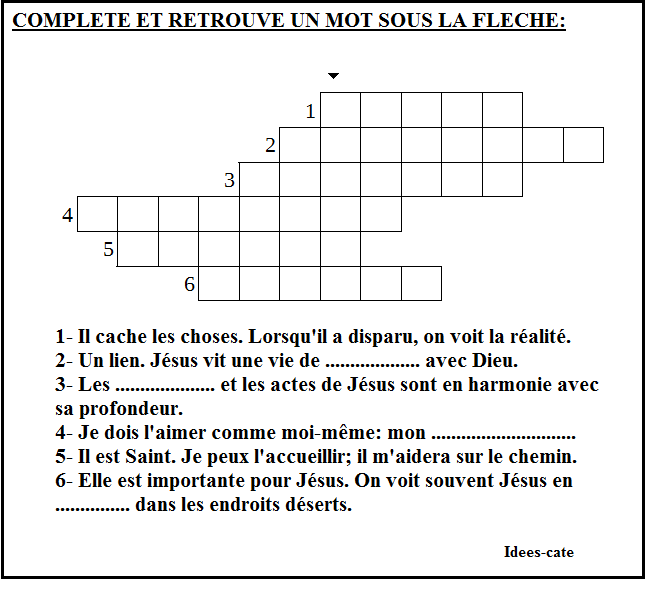 COMPLETE ET RETROUVE UN MOT SOUS LA FLECHE:
1
2
3
4
5
6
1- Il cache les choses. Lorsqu'il a disparu, on voit la réalité.
2- Un lien. Jésus vit une vie de ................... avec Dieu.
3- Les .................... et les actes de Jésus sont en harmonie avec
sa profondeur.
4- Je dois l'aimer comme moi-même: mon .............................
5- Il est Saint. Je peux l'accueillir; il m'aidera sur le chemin.
6- Elle est importante pour Jésus. On voit souvent Jésus en
............... dans les endroits déserts.
Idees-cate